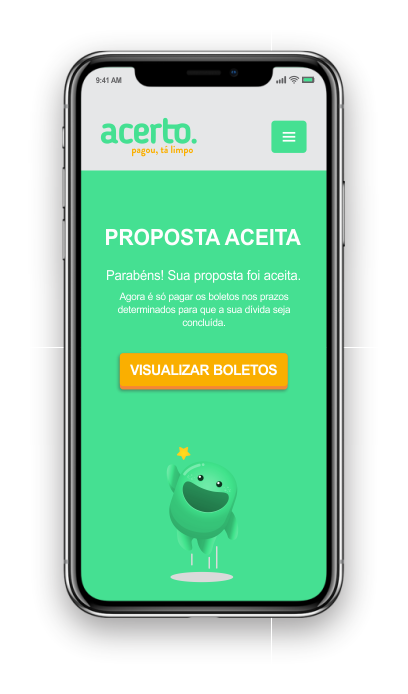 9:41 AM
acerto.
pagou, tá limpo
PROPOSTA ACEITA
Parabéns! Sua proposta foi aceita.
Agora é só pagar os boletos nos prazos
determinados para que a sua dívida seja
concluída.
VISUALIZAR BOLETOS